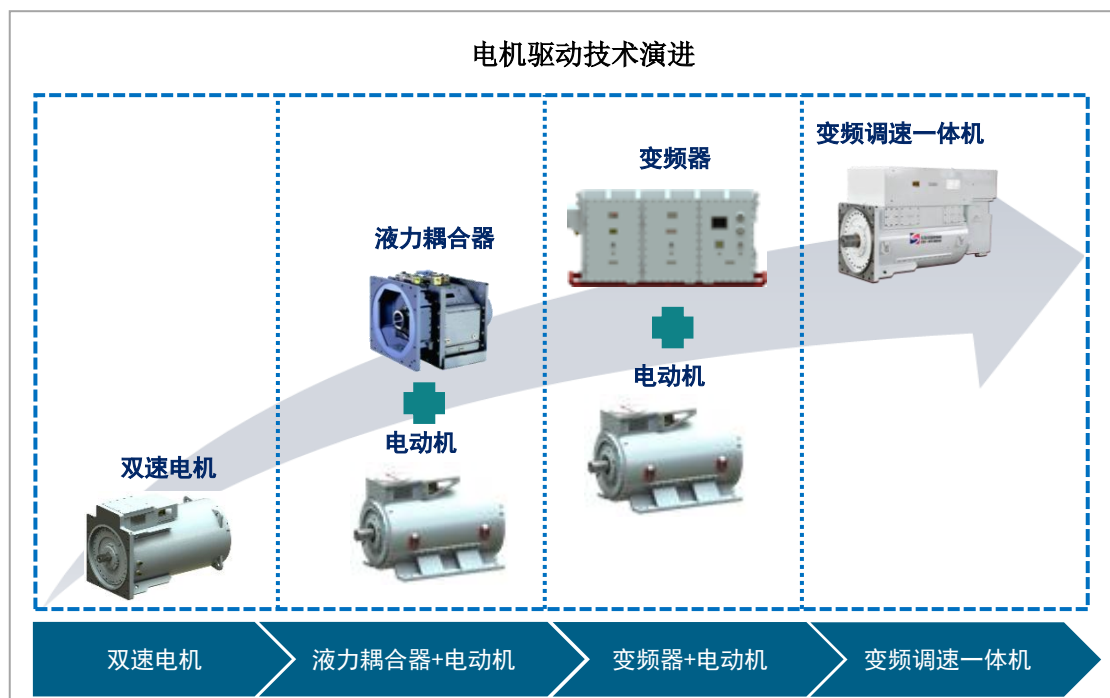 电机驱动技术演进
双速电机
液力耦合器
电动机
变频器
电动机
变频调速一体机
双速电机
液力耦合器+电动机
变频器+电动机
变频调速一体机